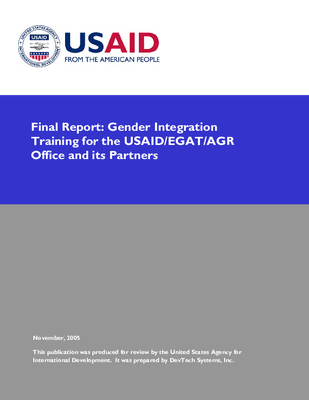 USAID
FROM THE AMERICAN PEOPLE
Final Report: Gender Integration
Training for the USAID/EGAT/AGR
Office and its Partners
November, 2005
This publication was produced for review by the United States Agency for
International Development. It was prepared by DevTech Systems, Inc.